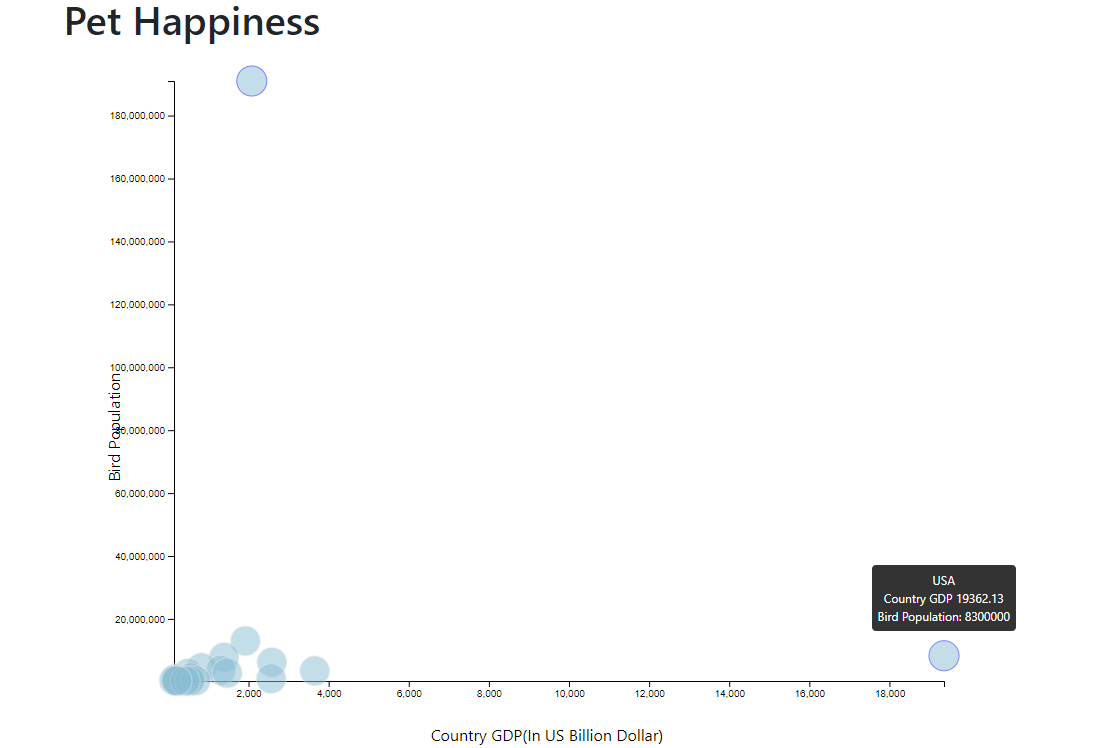 Pet Happiness
180,000,000
160,000,000
140,000,000
120,000,000
100,000,000
80,000,000
60,000,000
40,000,000
20,000,000
Bird Population
USA
Country GDP 19362.13
Bird Population: 8300000
2,000 4,000 6,000 8,000 10,000 12,000 14,000 16,000 18,000
Country GDP(In US Billion Dollar)